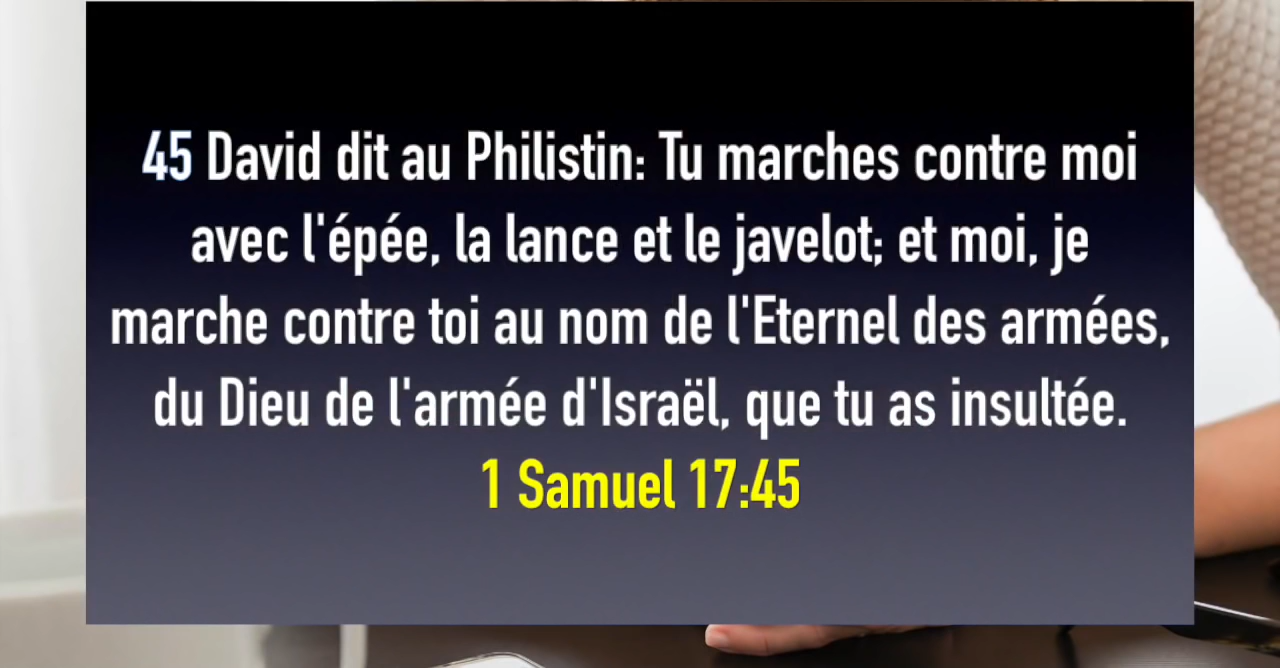 45 David dit au Philistin: Tu marches contre moi
avec l'épée, la lance et le javelot; et moi, je
marche contre toi au nom de l'Eternel des armées,
du Dieu de l'armée d'Israël, que tu as insultée.
1 Samuel 17:45